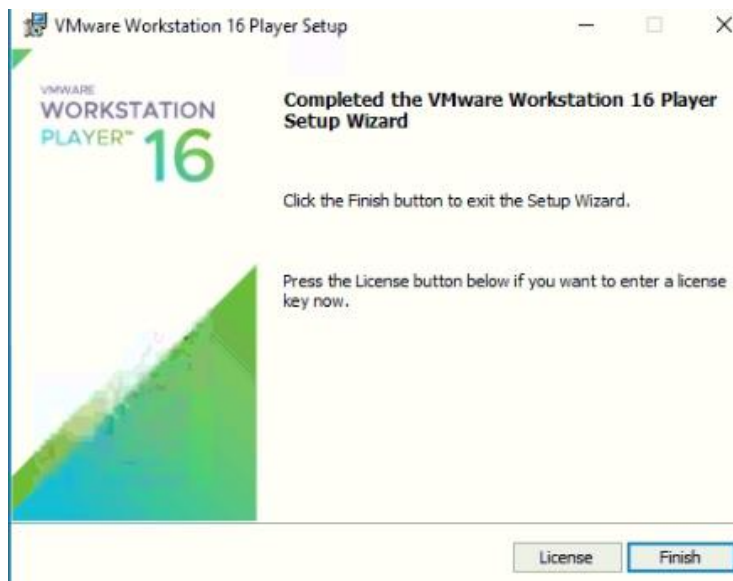 VMware Workstation 16 Player Setup
VMWARE
WORKSTATION
PLAYER™ 16
Completed the VMware Workstation 16 Player
Setup Wizard
Click the Finish button to exit the Setup Wizard.
Press the License button below if you want to enter a license
key now.
License
Finish